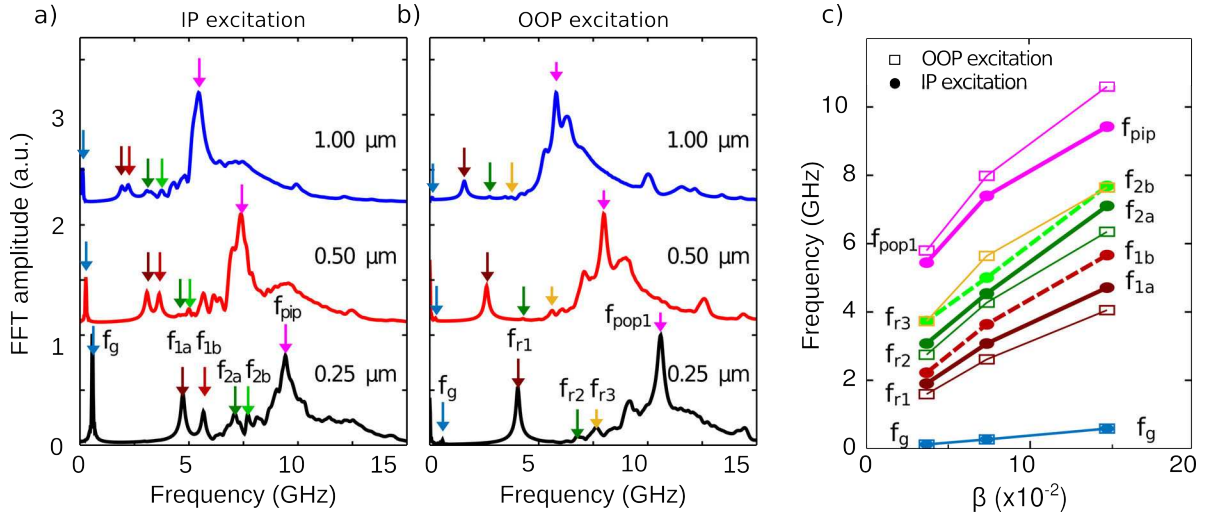 a) IP excitation
FFT amplitude (a.u.)
3
2
1
0
1.00 μm
0.50 μm
0.25 μm
f_g
f_1a f_1b
f_2a f_2b
f_pip
0 5 10 15
Frequency (GHz)
b) OOP excitation
1.00 μm
0.50 μm
0.25 μm
f_g
f_r1
f_r2 f_r3
f_pop1
0 5 10 15
Frequency (GHz)
c)
OOP excitation
IP excitation
Frequency (GHz)
10
8
6
4
2
0
f_pop1
f_r3
f_r2
f_r1
f_g
f_pip
f_2b
f_2a
f_1b
f_1a
f_g
0 10 20
β (x10⁻²)